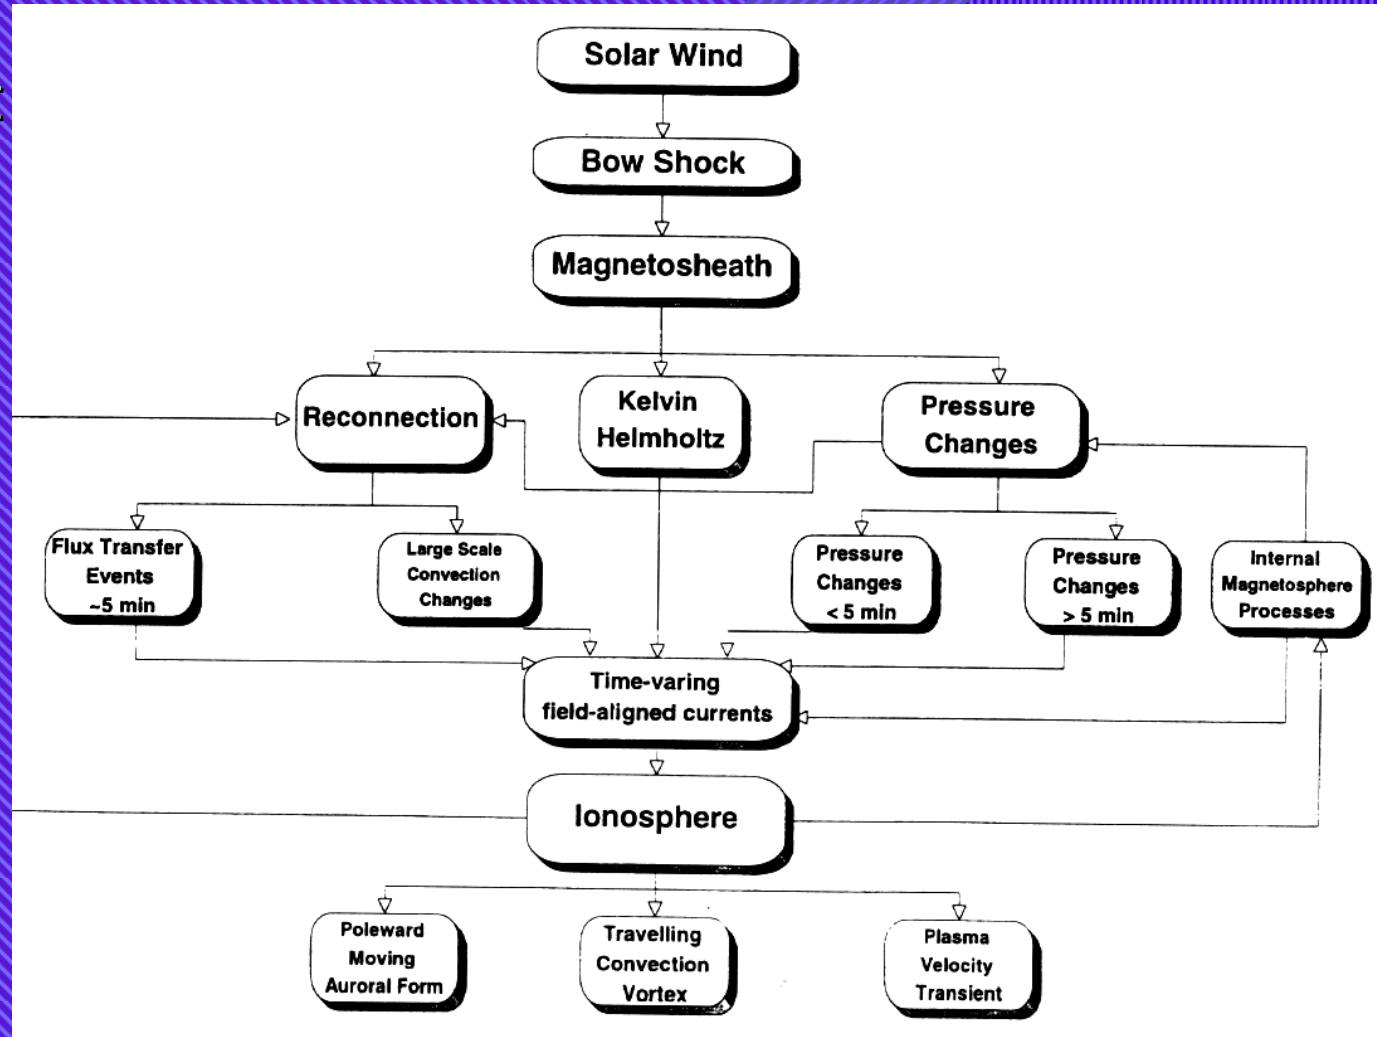 Solar Wind
Bow Shock
Magnetosheath
Reconnection
Kelvin
Helmholtz
Pressure
Changes
Flux Transfer
Events
~5 min
Large Scale
Convection
Changes
Pressure
Changes
< 5 min
Pressure
Changes
> 5 min
Internal
Magnetosphere
Processes
Time-varing
field-aligned currents
Ionosphere
Poleward
Moving
Auroral Form
Travelling
Convection
Vortex
Plasma
Velocity
Transient